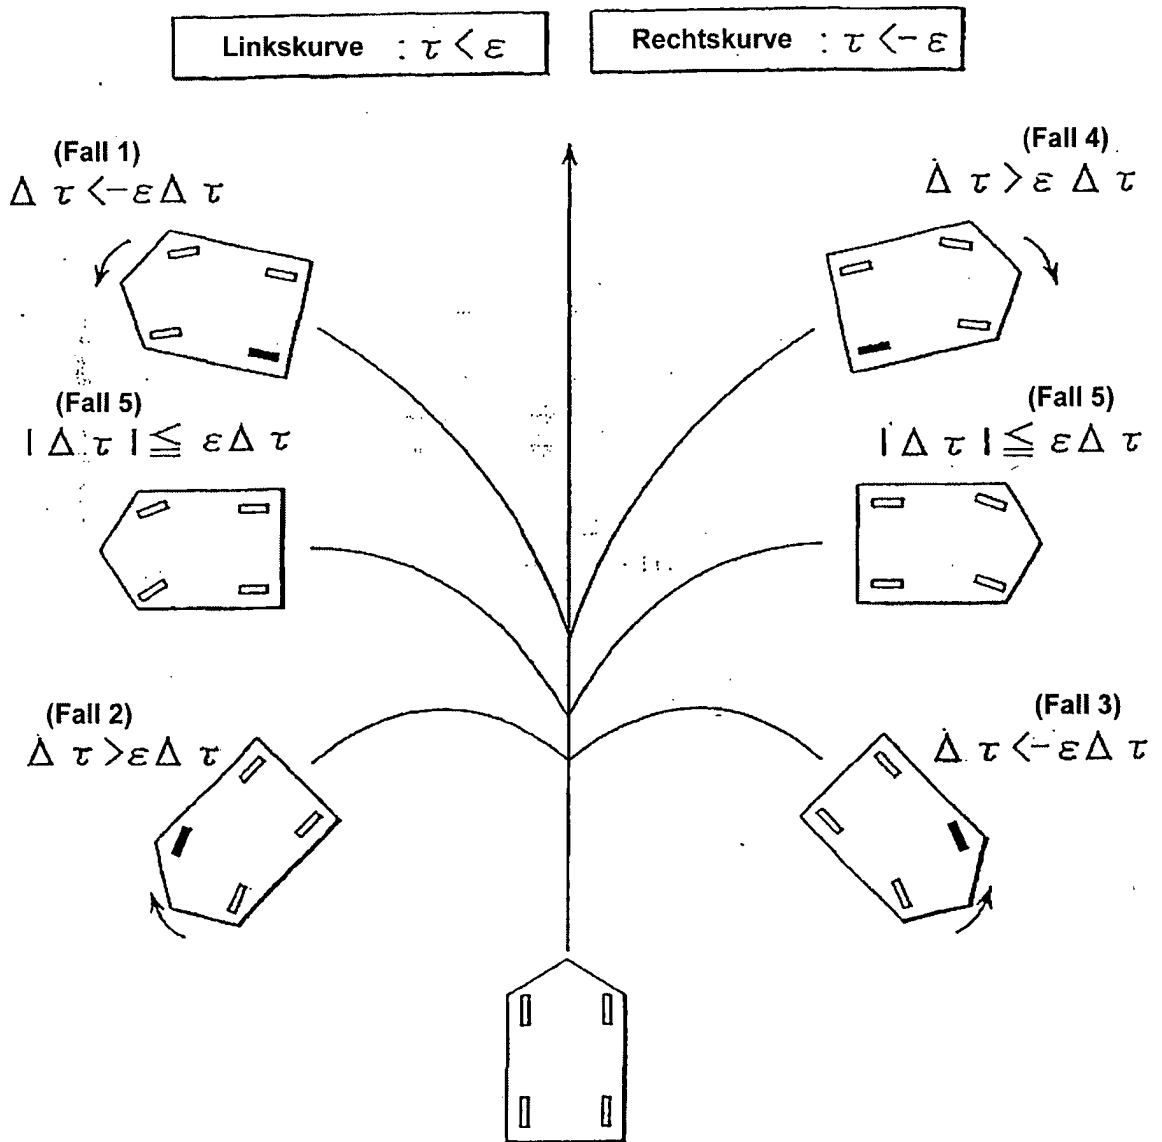 Linkskurve : τ < ε
Rechtskurve : τ < - ε
(Fall 1)
Δ τ < - ε Δ τ
(Fall 4)
Δ τ > ε Δ τ
(Fall 5)
| Δ τ | ≦ ε Δ τ
(Fall 5)
| Δ τ | ≦ ε Δ τ
(Fall 2)
Δ τ > ε Δ τ
(Fall 3)
Δ τ < - ε Δ τ